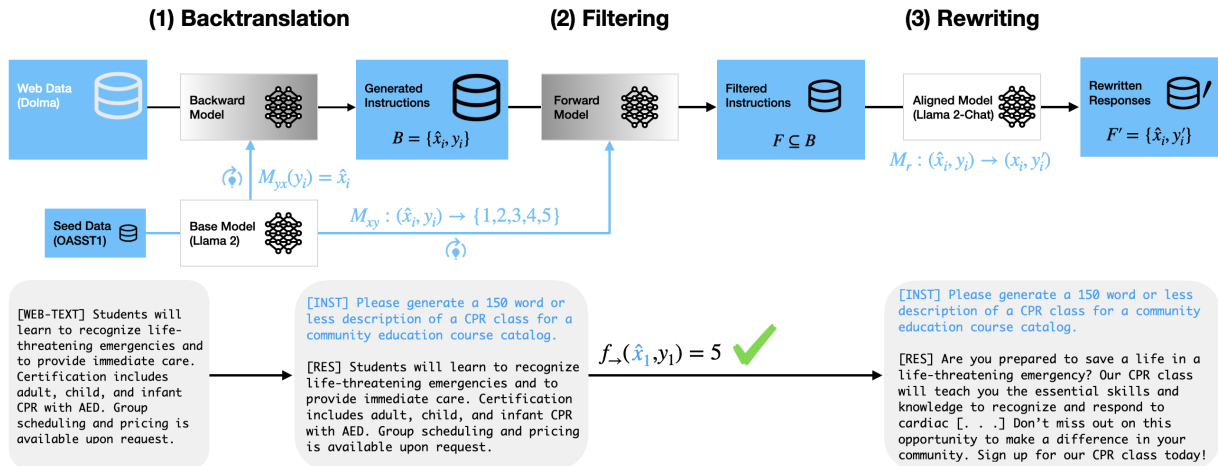 (1) Backtranslation
(2) Filtering
(3) Rewriting
Web Data
(Dolma)
Backward
Model
Generated
Instructions
B = {x̂ᵢ, yᵢ}
Forward
Model
Filtered
Instructions
F ⊆ B
Aligned Model
(Llama 2-Chat)
Rewritten
Responses
F′ = {x̂ᵢ, y′ᵢ}
M_yx(yᵢ) = x̂ᵢ
M_r : (x̂ᵢ, yᵢ) → (xᵢ, y′ᵢ)
Seed Data
(OASST1)
Base Model
(Llama 2)
M_xy : (x̂ᵢ, yᵢ) → {1,2,3,4,5}
[WEB-TEXT] Students will
learn to recognize life-
threatening emergencies and
to provide immediate care.
Certification includes
adult, child, and infant
CPR with AED. Group
scheduling and pricing is
available upon request.
[INST] Please generate a 150 word or
less description of a CPR class for a
community education course catalog.
[RES] Students will learn to recognize
life-threatening emergencies and to
provide immediate care. Certification
includes adult, child, and infant CPR
with AED. Group scheduling and pricing
is available upon request.
f→(x̂₁,y₁) = 5
[INST] Please generate a 150 word or less
description of a CPR class for a community
education course catalog.
[RES] Are you prepared to save a life in a
life-threatening emergency? Our CPR class
will teach you the essential skills and
knowledge to recognize and respond to
cardiac [. . .] Don’t miss out on this
opportunity to make a difference in your
community. Sign up for our CPR class today!